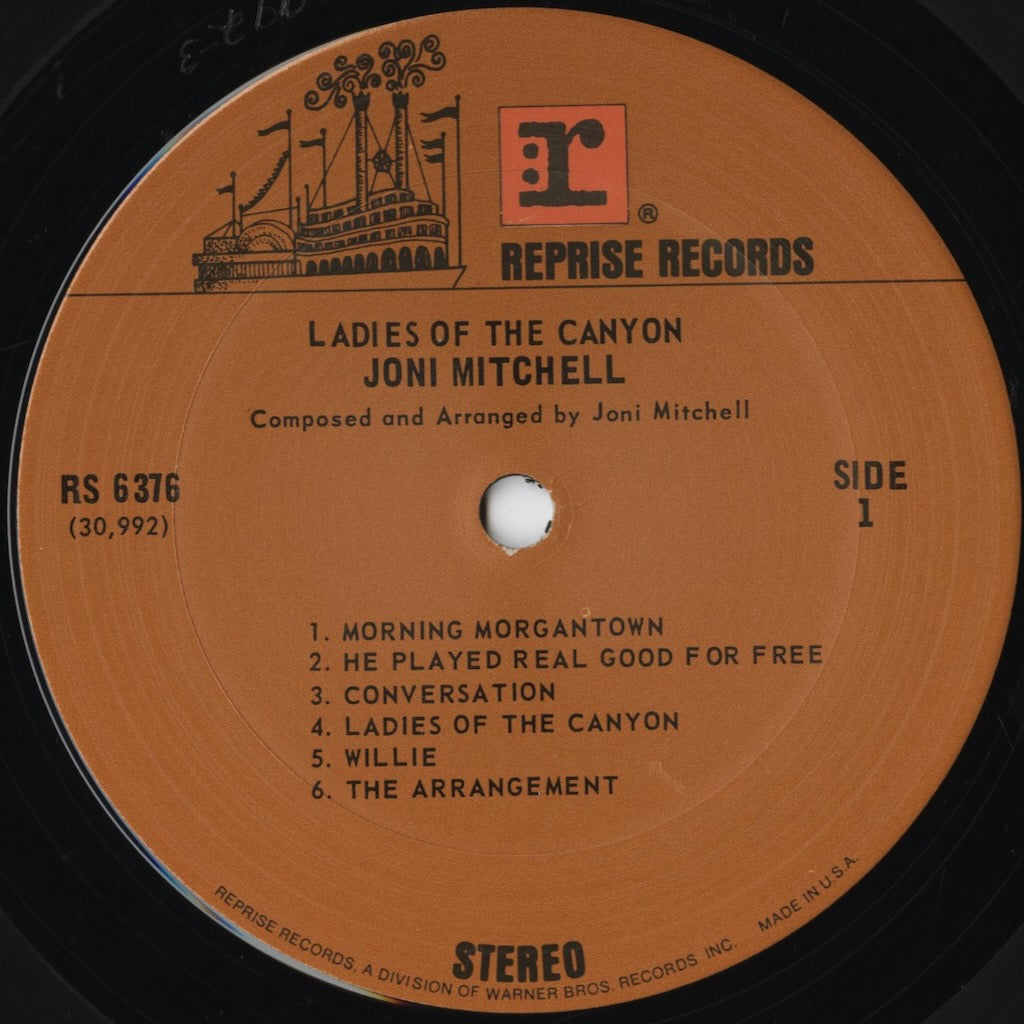 r
®
REPRISE RECORDS
LADIES OF THE CANYON
JONI MITCHELL
Composed and Arranged by Joni Mitchell
RS 6376
(30,992)
SIDE
1
1. MORNING MORGANTOWN
2. HE PLAYED REAL GOOD FOR FREE
3. CONVERSATION
4. LADIES OF THE CANYON
5. WILLIE
6. THE ARRANGEMENT
STEREO
REPRISE RECORDS, A DIVISION OF WARNER BROS. RECORDS INC. MADE IN U.S.A.